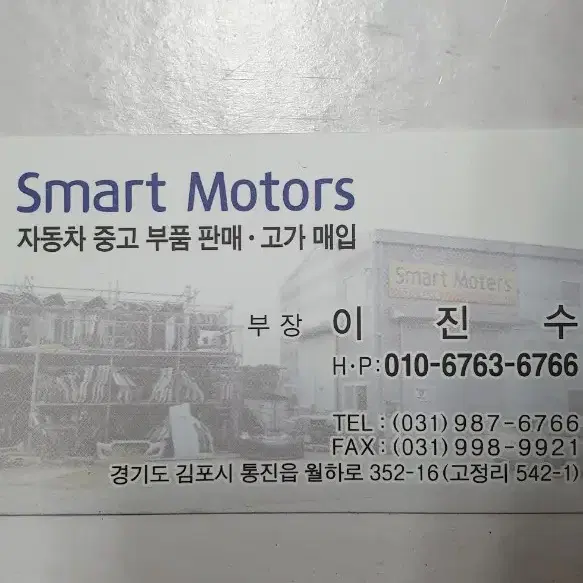 Smart Motors
자동차 중고 부품 판매·고가 매입
Smart Moters
부장 이 진 수
H·P:010-6763-6766
TEL:(031)987-6766
FAX:(031)998-9921
경기도 김포시 통진읍 월하로 352-16(고정리 542-1)